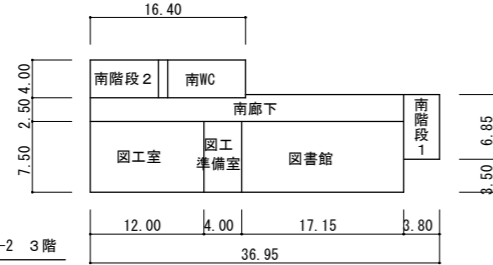 16.40
4.00
2.50
7.50
南階段２
南WC
南廊下
南階段1
図工室
図工
準備室
図書館
6.85
3.50
12.00
4.00
17.15
3.80
36.95
-2 ３階